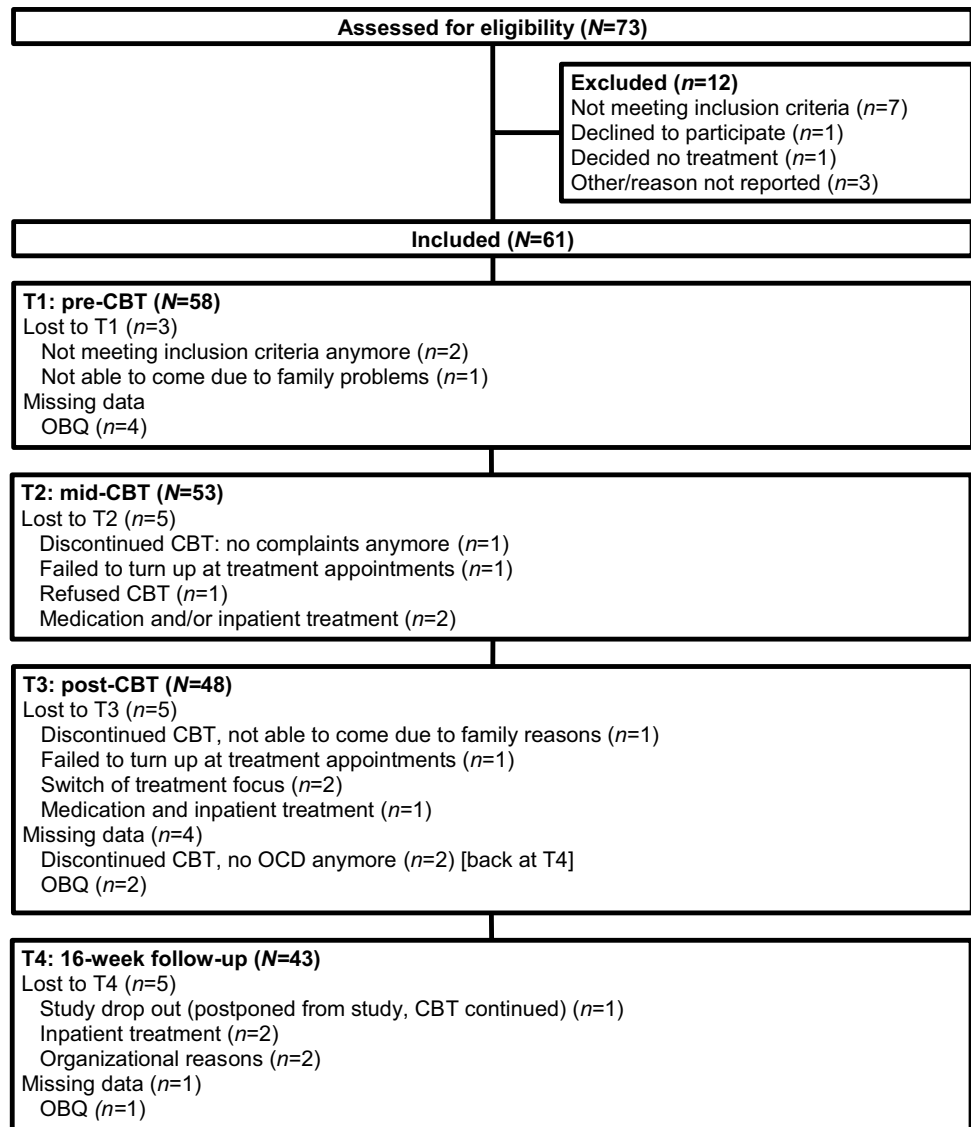 Assessed for eligibility (N=73)
Excluded (n=12)
Not meeting inclusion criteria (n=7)
Declined to participate (n=1)
Decided no treatment (n=1)
Other/reason not reported (n=3)
Included (N=61)
T1: pre-CBT (N=58)
Lost to T1 (n=3)
Not meeting inclusion criteria anymore (n=2)
Not able to come due to family problems (n=1)
Missing data
OBQ (n=4)
T2: mid-CBT (N=53)
Lost to T2 (n=5)
Discontinued CBT: no complaints anymore (n=1)
Failed to turn up at treatment appointments (n=1)
Refused CBT (n=1)
Medication and/or inpatient treatment (n=2)
T3: post-CBT (N=48)
Lost to T3 (n=5)
Discontinued CBT, not able to come due to family reasons (n=1)
Failed to turn up at treatment appointments (n=1)
Switch of treatment focus (n=2)
Medication and inpatient treatment (n=1)
Missing data (n=4)
Discontinued CBT, no OCD anymore (n=2) [back at T4]
OBQ (n=2)
T4: 16-week follow-up (N=43)
Lost to T4 (n=5)
Study drop out (postponed from study, CBT continued) (n=1)
Inpatient treatment (n=2)
Organizational reasons (n=2)
Missing data (n=1)
OBQ (n=1)